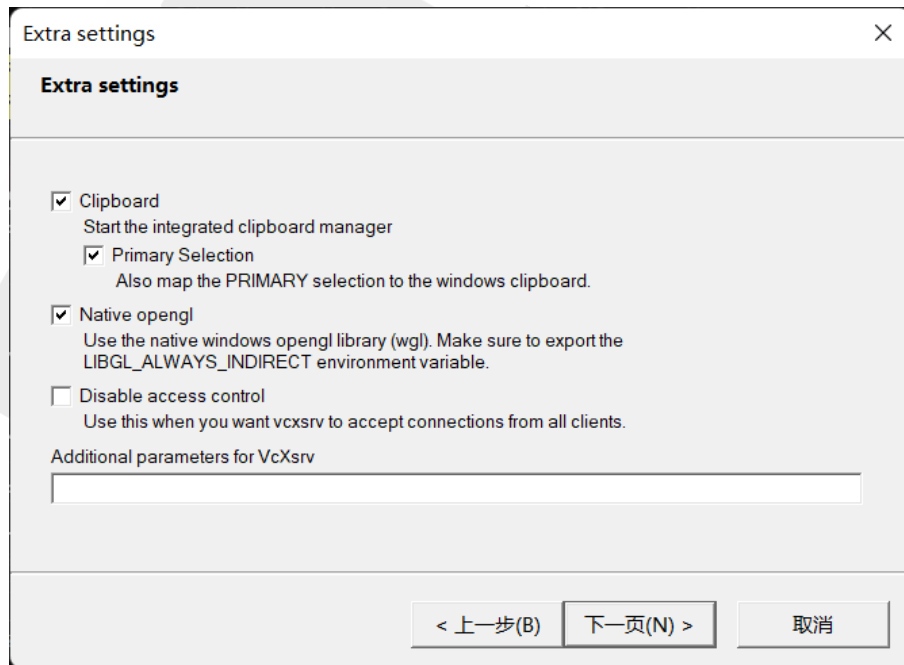 Extra settings
Extra settings
Clipboard
Start the integrated clipboard manager
Primary Selection
Also map the PRIMARY selection to the windows clipboard.
Native opengl
Use the native windows opengl library (wgl). Make sure to export the
LIBGL_ALWAYS_INDIRECT environment variable.
Disable access control
Use this when you want vcxsrv to accept connections from all clients.
Additional parameters for VcXsrv
< 上一步(B) 下一页(N) > 取消